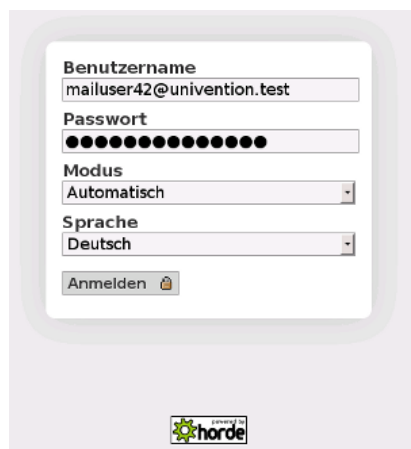 Benutzername
mailuser42@univention.test
Passwort
●●●●●●●●●●●●●●
Modus
Automatisch
Sprache
Deutsch
Anmelden
powered by
horde